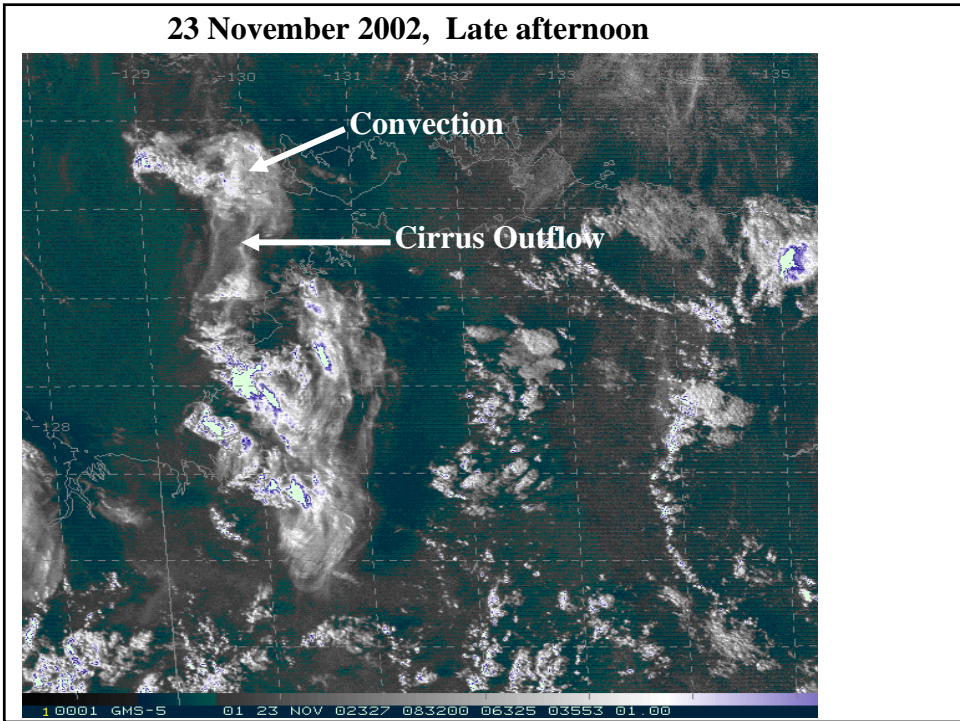 23 November 2002, Late afternoon
-129 -130 -131 -132 -133 -135
Convection
Cirrus Outflow
-128
1 0001 GMS-5 01 23 NOV 02327 083200 06325 03553 01.00